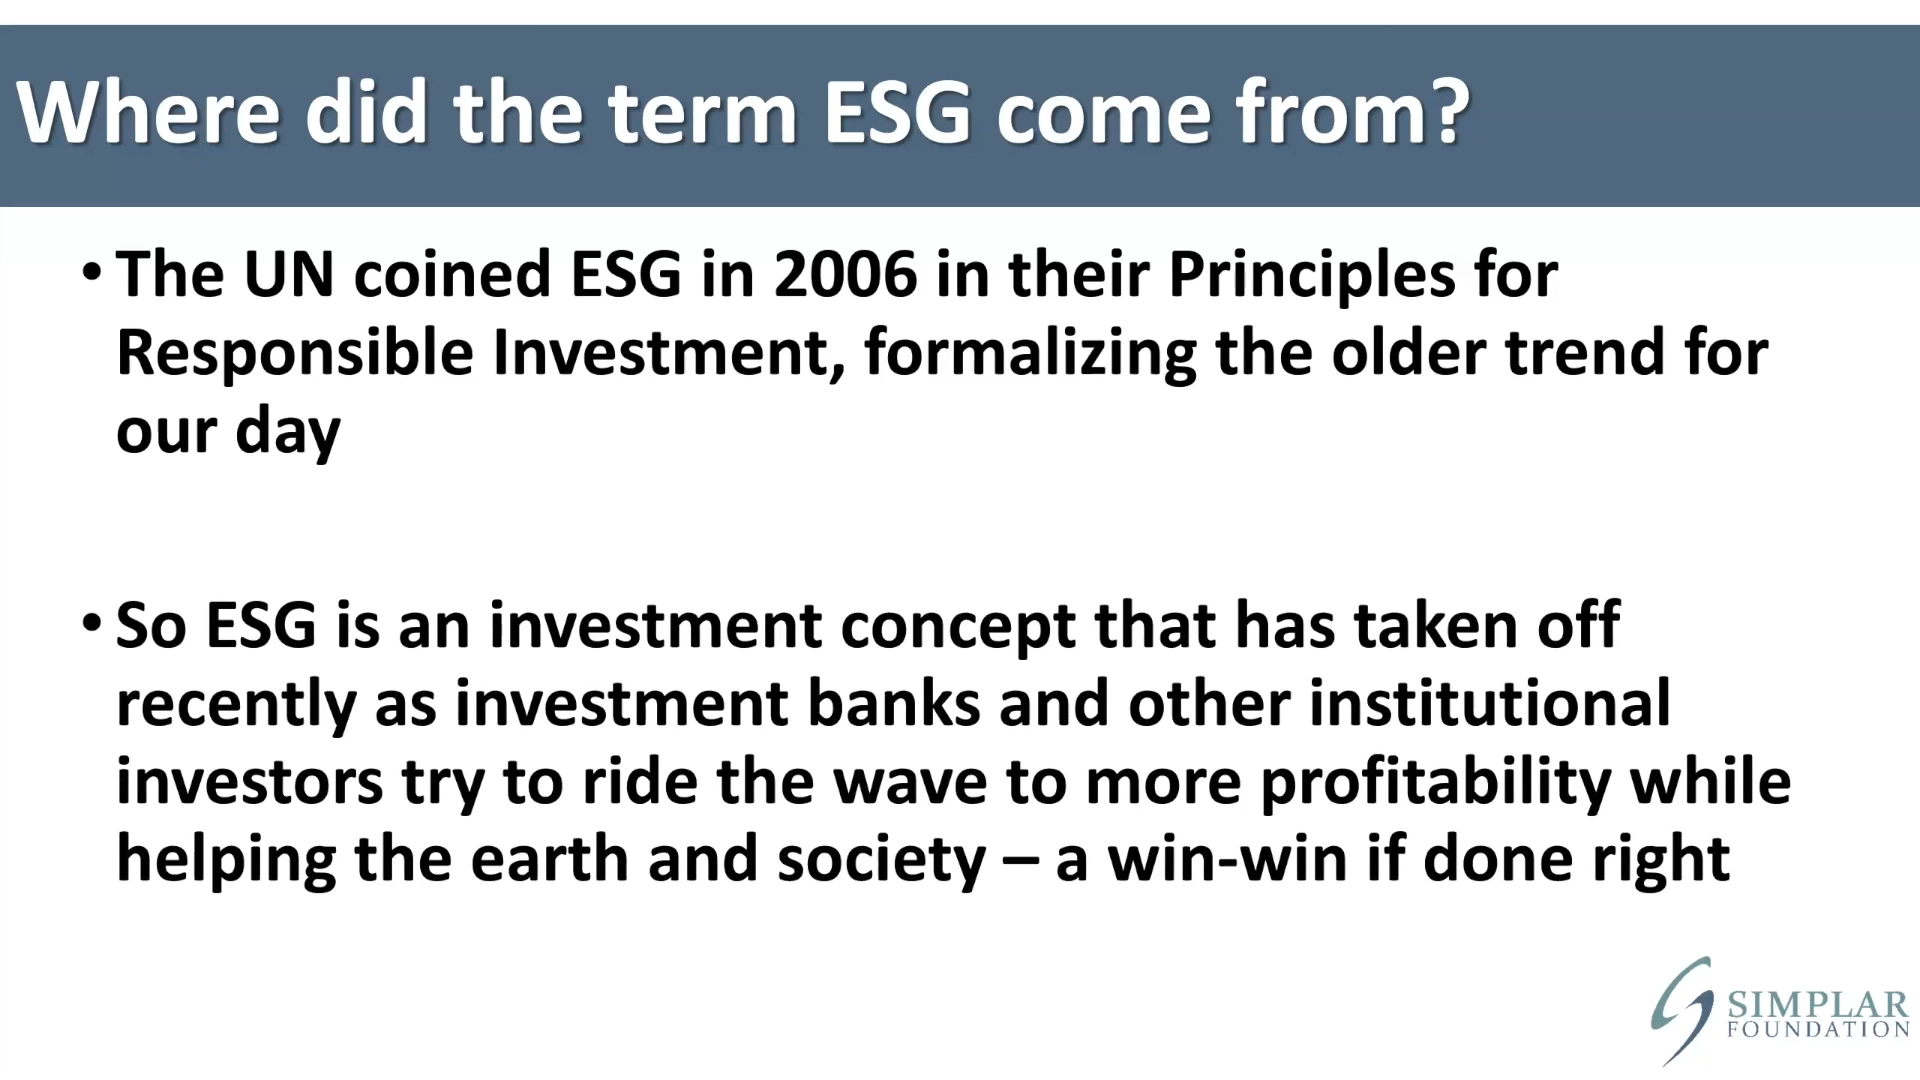 Where did the term ESG come from?
• The UN coined ESG in 2006 in their Principles for
Responsible Investment, formalizing the older trend for
our day
• So ESG is an investment concept that has taken off
recently as investment banks and other institutional
investors try to ride the wave to more profitability while
helping the earth and society – a win-win if done right
SIMPLAR
FOUNDATION